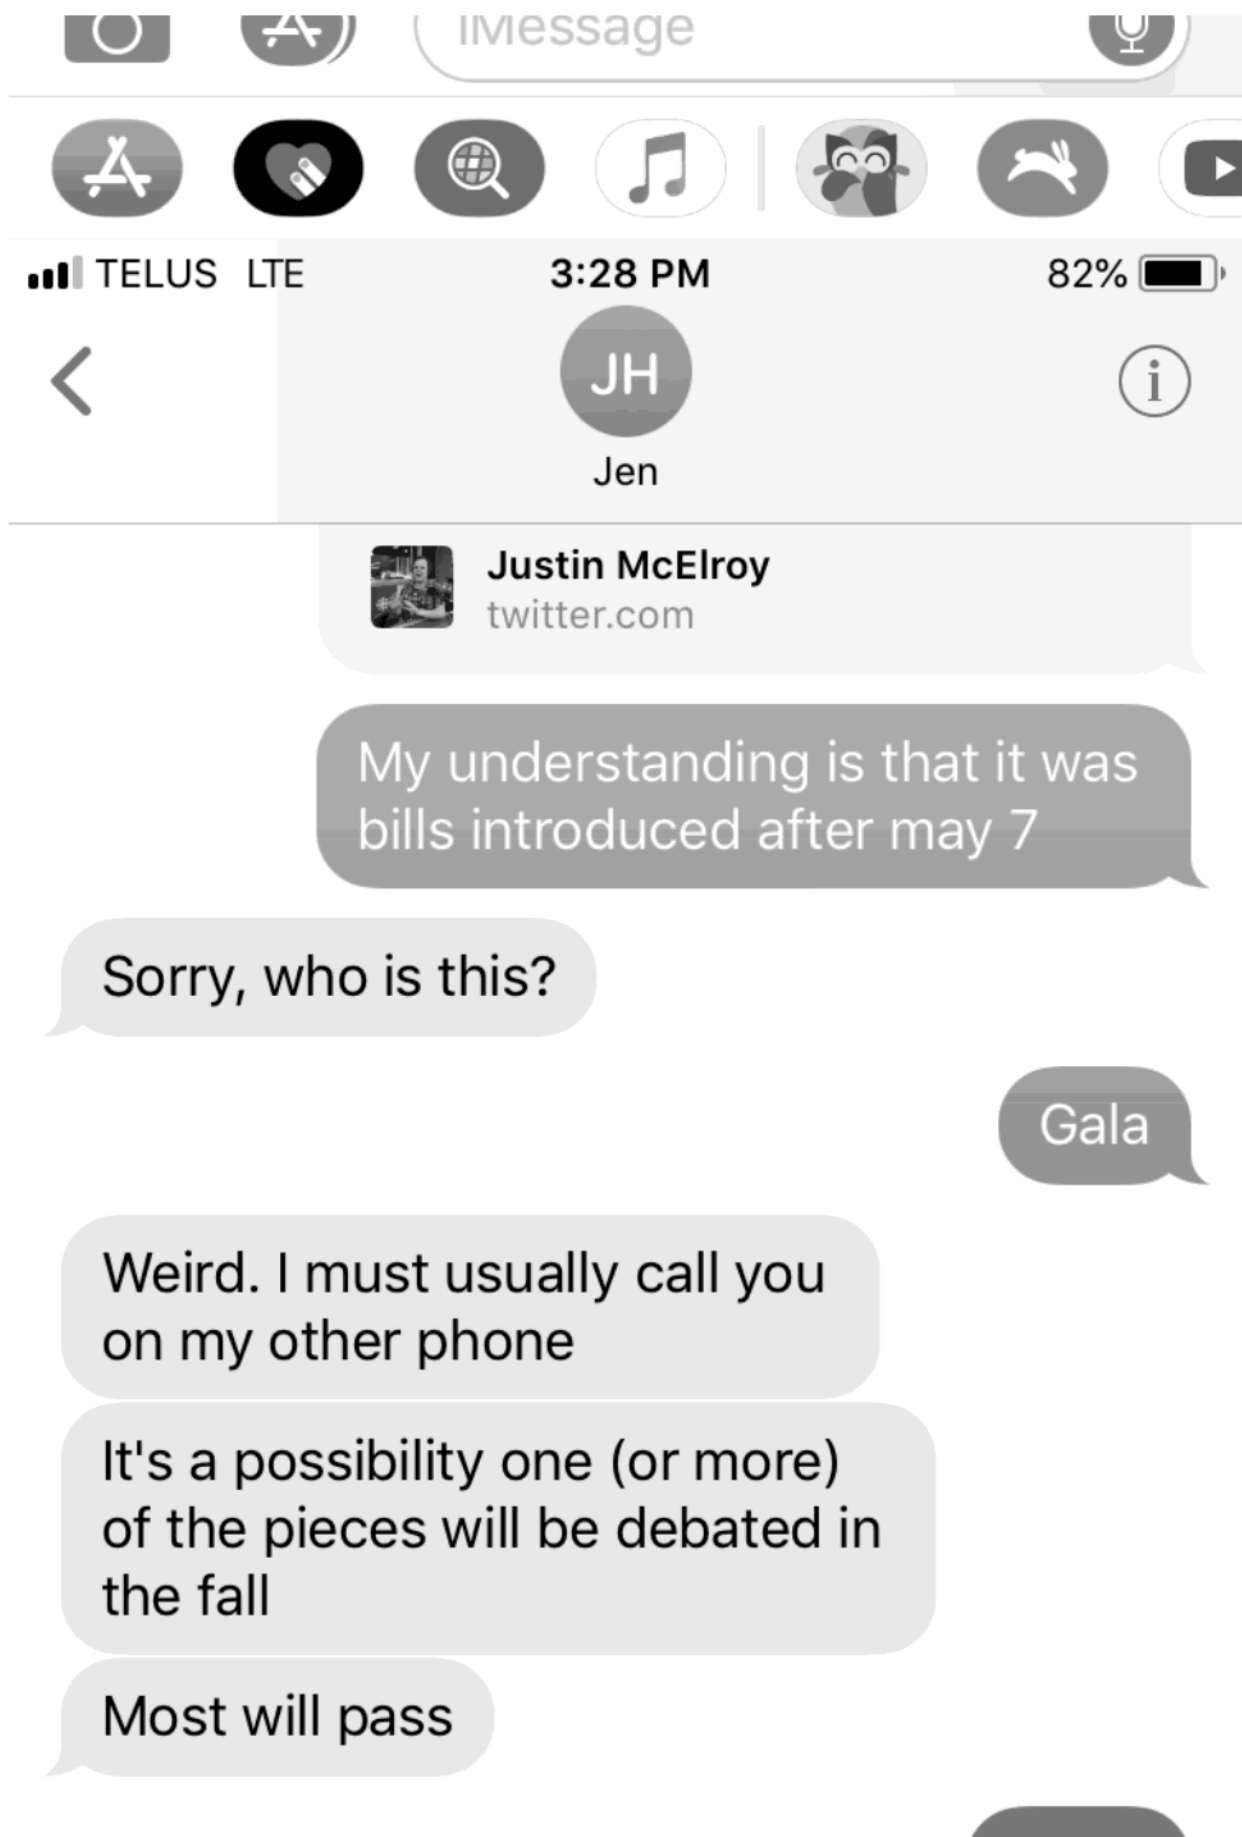 iMessage
TELUS LTE 3:28 PM 82%
JH
Jen
Justin McElroy
twitter.com
My understanding is that it was
bills introduced after may 7
Sorry, who is this?
Gala
Weird. I must usually call you
on my other phone
It's a possibility one (or more)
of the pieces will be debated in
the fall
Most will pass